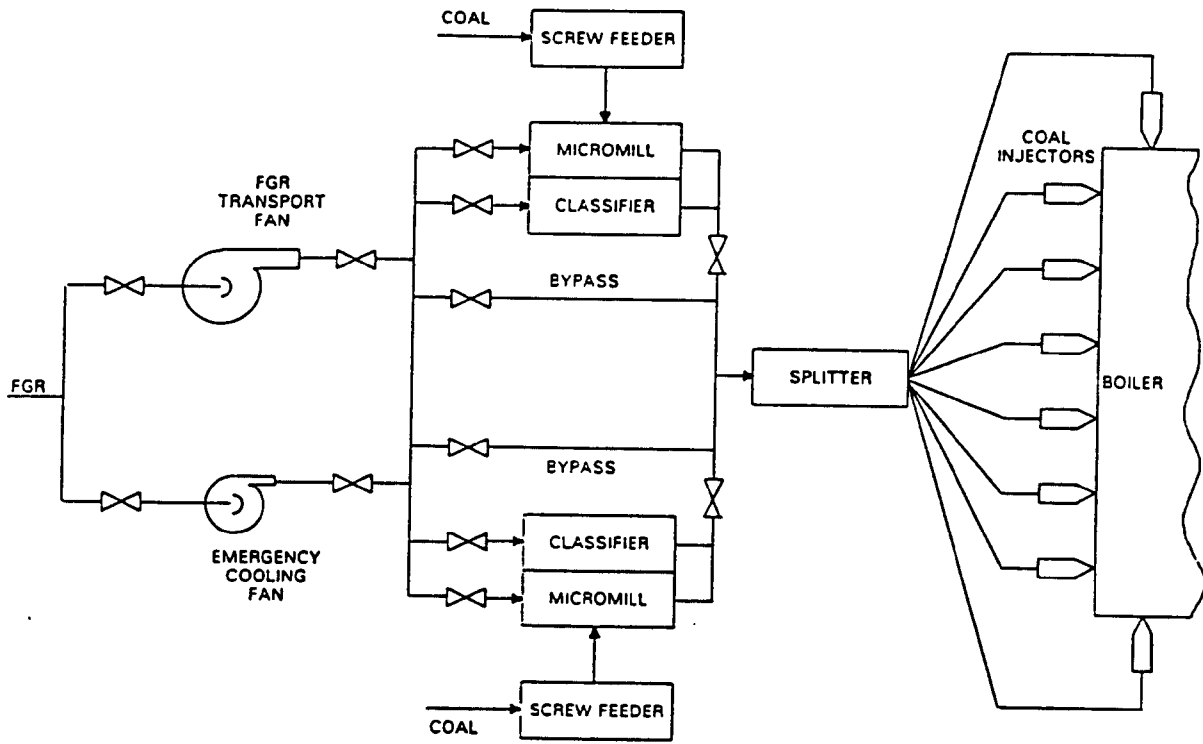 COAL
SCREW FEEDER
MICROMILL
CLASSIFIER
FGR
TRANSPORT
FAN
COAL
INJECTORS
BYPASS
FGR
SPLITTER
BOILER
BYPASS
EMERGENCY
COOLING
FAN
CLASSIFIER
MICROMILL
SCREW FEEDER
COAL